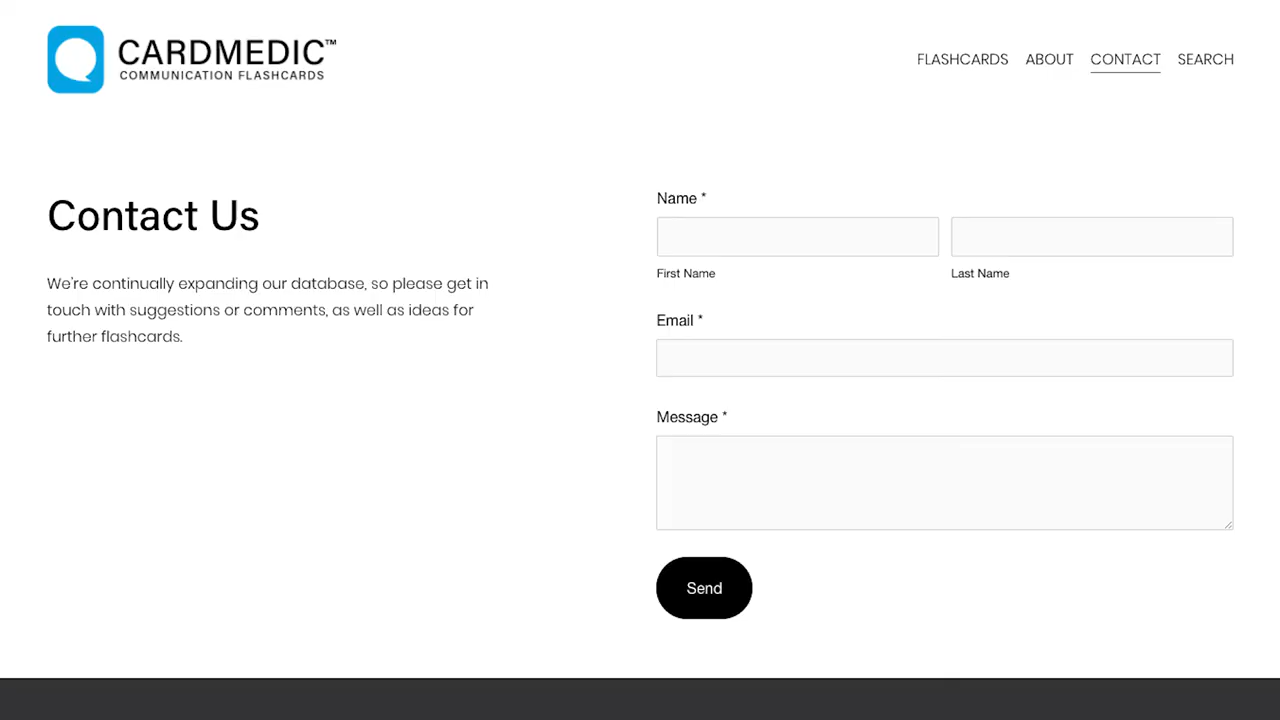 CARDMEDIC™
COMMUNICATION FLASHCARDS
FLASHCARDS ABOUT CONTACT SEARCH
Contact Us
We're continually expanding our database, so please get in
touch with suggestions or comments, as well as ideas for
further flashcards.
Name *
First Name Last Name
Email *
Message *
Send